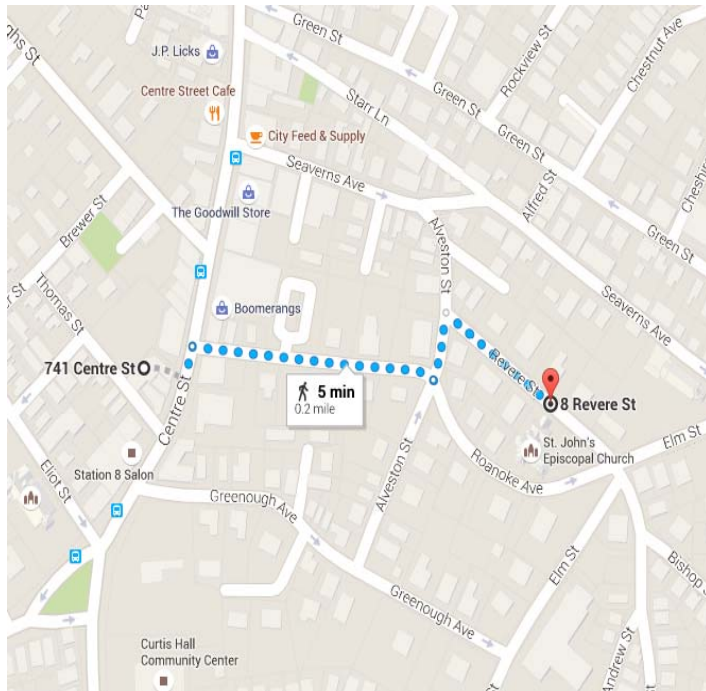 Green St
Rockview St
Chestnut Ave
J.P. Licks
Centre Street Cafe
Starr Ln
Green St
City Feed & Supply
Seaverns Ave
Green St
Alfred St
Cheshire
The Goodwill Store
Brewer St
Alveston St
Green St
Thomas St
Boomerangs
Seaverns Ave
741 Centre St
5 min
0.2 mile
Revere St
8 Revere St
Centre St
St. John's
Episcopal Church
Elm St
Station 8 Salon
Alveston St
Roanoke Ave
Eliot St
Greenough Ave
Elm St
Bishop S
Greenough Ave
Andrew St
Curtis Hall
Community Center